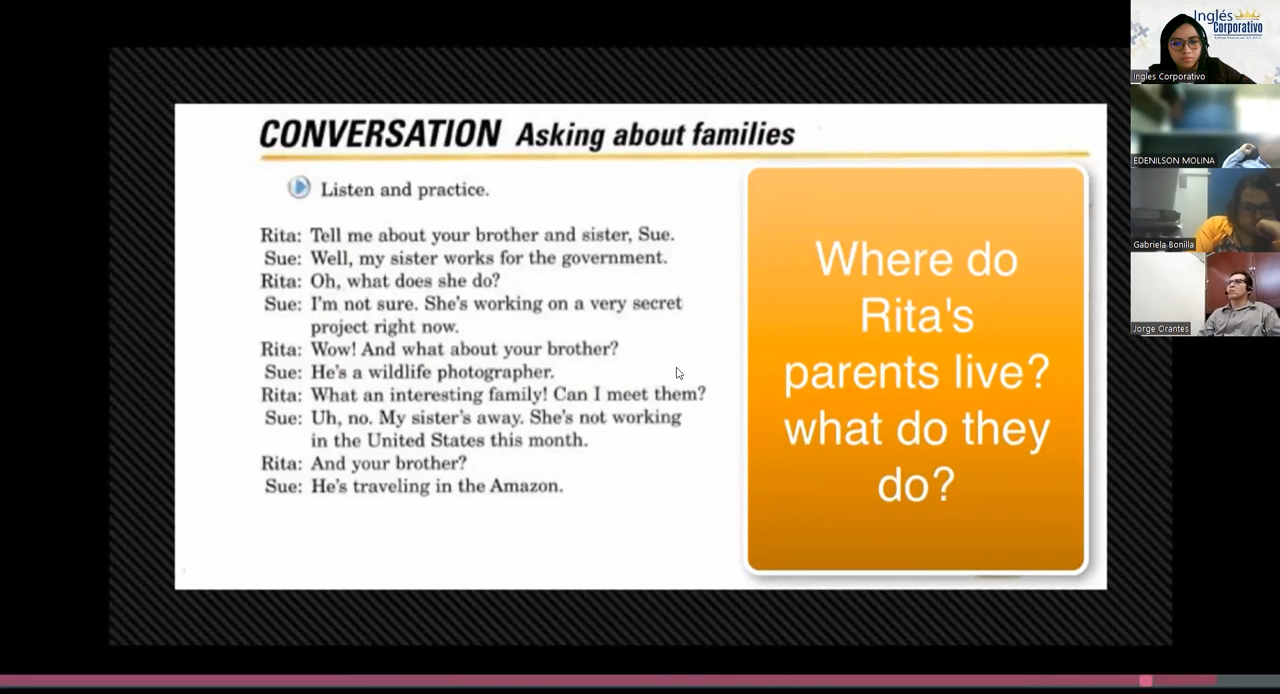 CONVERSATION Asking about families
Listen and practice.
Rita: Tell me about your brother and sister, Sue.
Sue: Well, my sister works for the government.
Rita: Oh, what does she do?
Sue: I'm not sure. She's working on a very secret
project right now.
Rita: Wow! And what about your brother?
Sue: He's a wildlife photographer.
Rita: What an interesting family! Can I meet them?
Sue: Uh, no. My sister's away. She's not working
in the United States this month.
Rita: And your brother?
Sue: He's traveling in the Amazon.
Where do
Rita's
parents live?
what do they
do?
Inglés
Corporativo
Ingles Corporativo
EDENILSON MOLINA
Gabriela Bonilla
Jorge Orantes